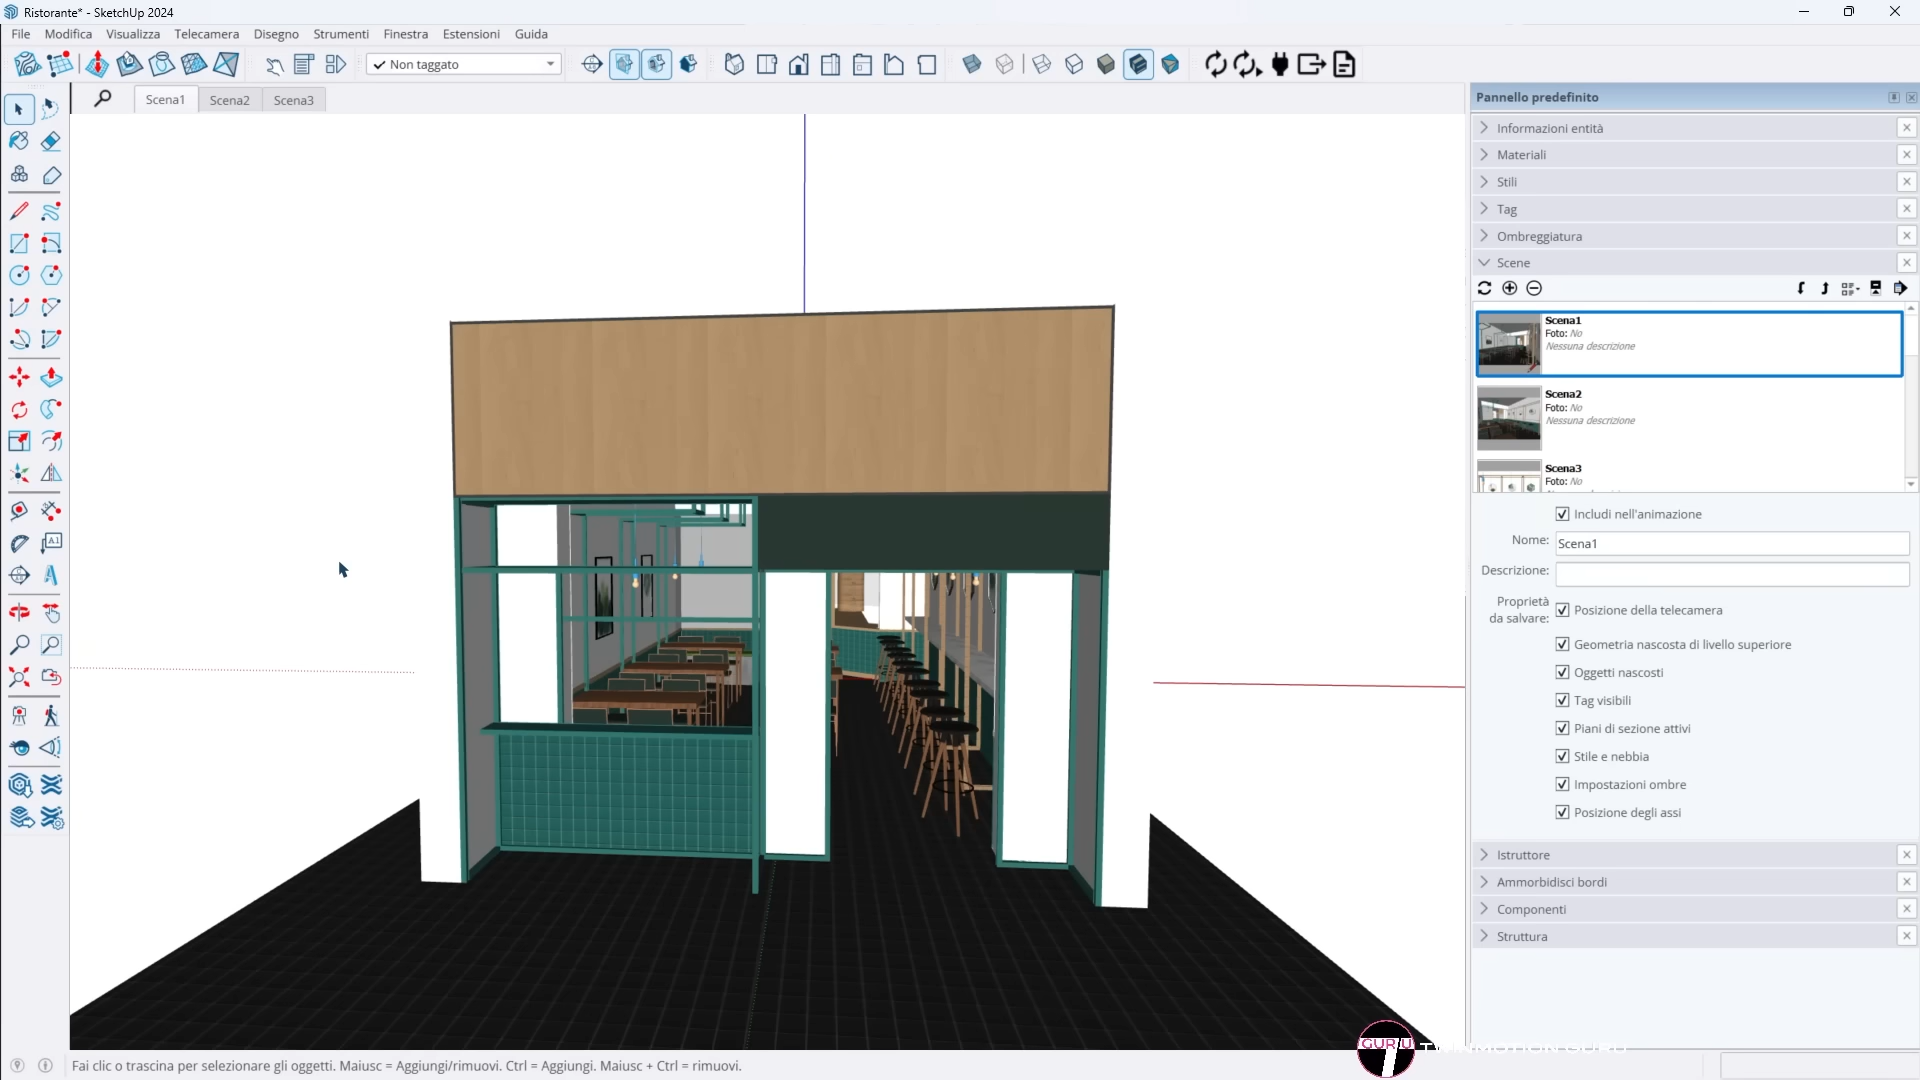 Ristorante* - SketchUp 2024
File Modifica Visualizza Telecamera Disegno Strumenti Finestra Estensioni Guida
Non taggato
Scena1 Scena2 Scena3
Pannello predefinito
Informazioni entità
Materiali
Stili
Tag
Ombreggiatura
Scene
Scena1
Foto: No
Nessuna descrizione
Scena2
Foto: No
Nessuna descrizione
Scena3
Foto: No
Includi nell'animazione
Nome: Scena1
Descrizione:
Proprietà da salvare:
Posizione della telecamera
Geometria nascosta di livello superiore
Oggetti nascosti
Tag visibili
Piani di sezione attivi
Stile e nebbia
Impostazioni ombre
Posizione degli assi
Istruttore
Ammorbidisci bordi
Componenti
Struttura
GURU
TWINMOTION GURU
Fai clic o trascina per selezionare gli oggetti. Maiusc = Aggiungi/rimuovi. Ctrl = Aggiungi. Maiusc + Ctrl = rimuovi.